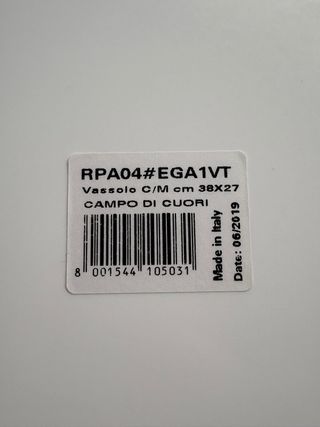 RPA04#EGA1VT
Vassoio C/M cm 38X27
CAMPO DI CUORI
8 001544 105031
Made in Italy
Date: 06/2019